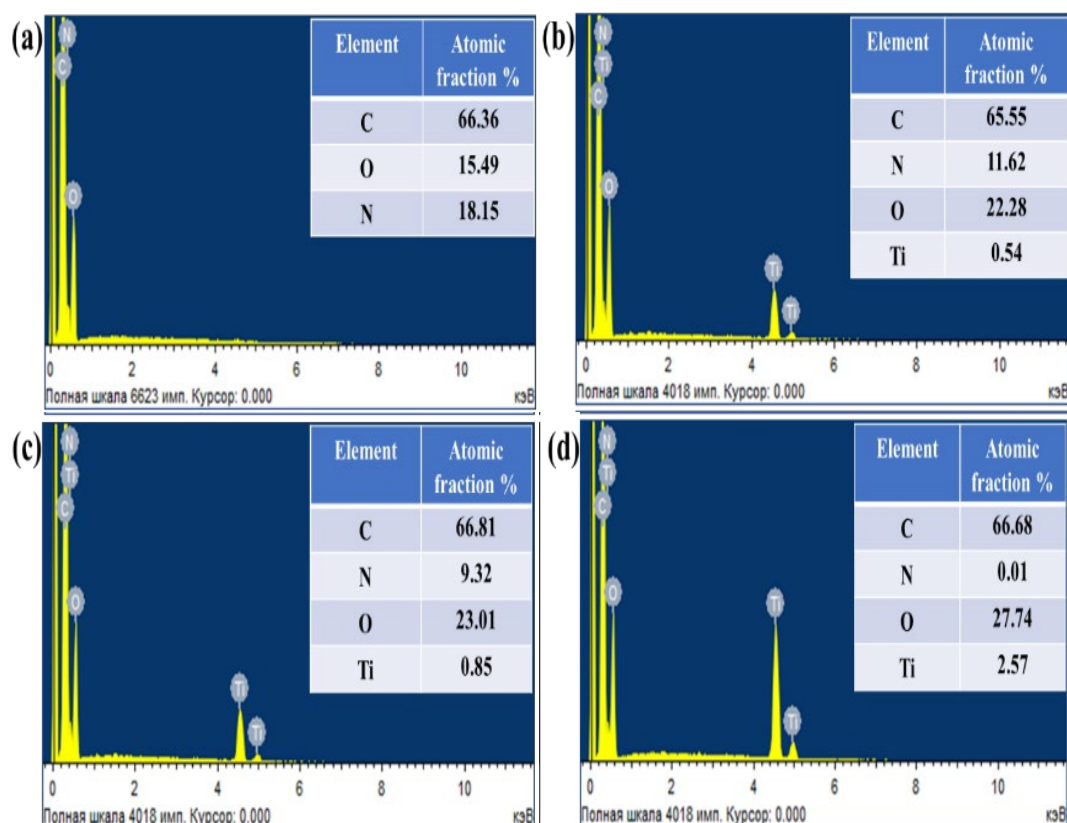 (a)
N
C
O
Element Atomic fraction %
C 66.36
O 15.49
N 18.15
0 2 4 6 8 10
Полная шкала 6623 имп. Курсор: 0.000 кэВ
(b)
N
Ti
C
O
Ti
Ti
Element Atomic fraction %
C 65.55
N 11.62
O 22.28
Ti 0.54
0 2 4 6 8 10
Полная шкала 4018 имп. Курсор: 0.000 кэВ
(c)
N
Ti
C
O
Ti
Ti
Element Atomic fraction %
C 66.81
N 9.32
O 23.01
Ti 0.85
0 2 4 6 8 10
Полная шкала 4018 имп. Курсор: 0.000 кэВ
(d)
N
Ti
C
O
Ti
Ti
Element Atomic fraction %
C 66.68
N 0.01
O 27.74
Ti 2.57
0 2 4 6 8 10
Полная шкала 4018 имп. Курсор: 0.000 кэВ